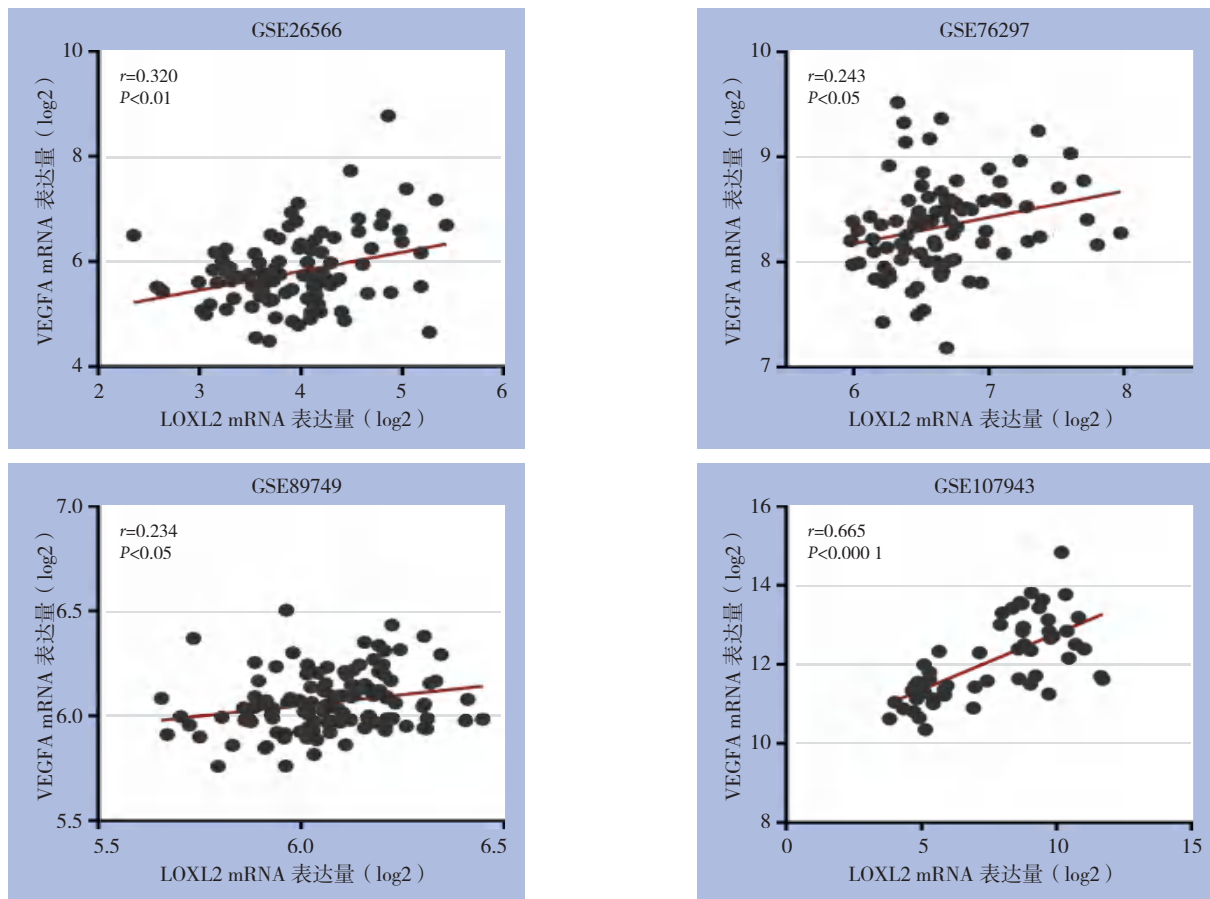 GSE26566
r=0.320
P<0.01
VEGFA mRNA 表达量（log2）
10
8
6
4
2 3 4 5 6
LOXL2 mRNA 表达量（log2）
GSE76297
r=0.243
P<0.05
VEGFA mRNA 表达量（log2）
10
9
8
7
6 7 8
LOXL2 mRNA 表达量（log2）
GSE89749
r=0.234
P<0.05
VEGFA mRNA 表达量（log2）
7.0
6.5
6.0
5.5
5.5 6.0 6.5
LOXL2 mRNA 表达量（log2）
GSE107943
r=0.665
P<0.000 1
VEGFA mRNA 表达量（log2）
16
14
12
10
8
0 5 10 15
LOXL2 mRNA 表达量（log2）